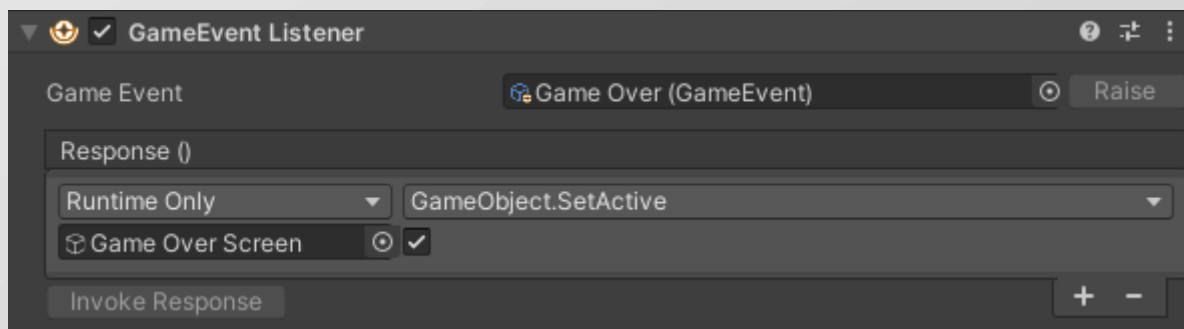 GameEvent Listener
Game Event Game Over (GameEvent) Raise
Response ()
Runtime Only GameObject.SetActive
Game Over Screen
Invoke Response